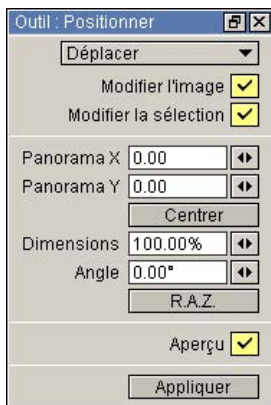 Outil : Positionner
Déplacer
Modifier l'image
Modifier la sélection
Panorama X 0.00
Panorama Y 0.00
Centrer
Dimensions 100.00%
Angle 0.00°
R.A.Z.
Aperçu
Appliquer